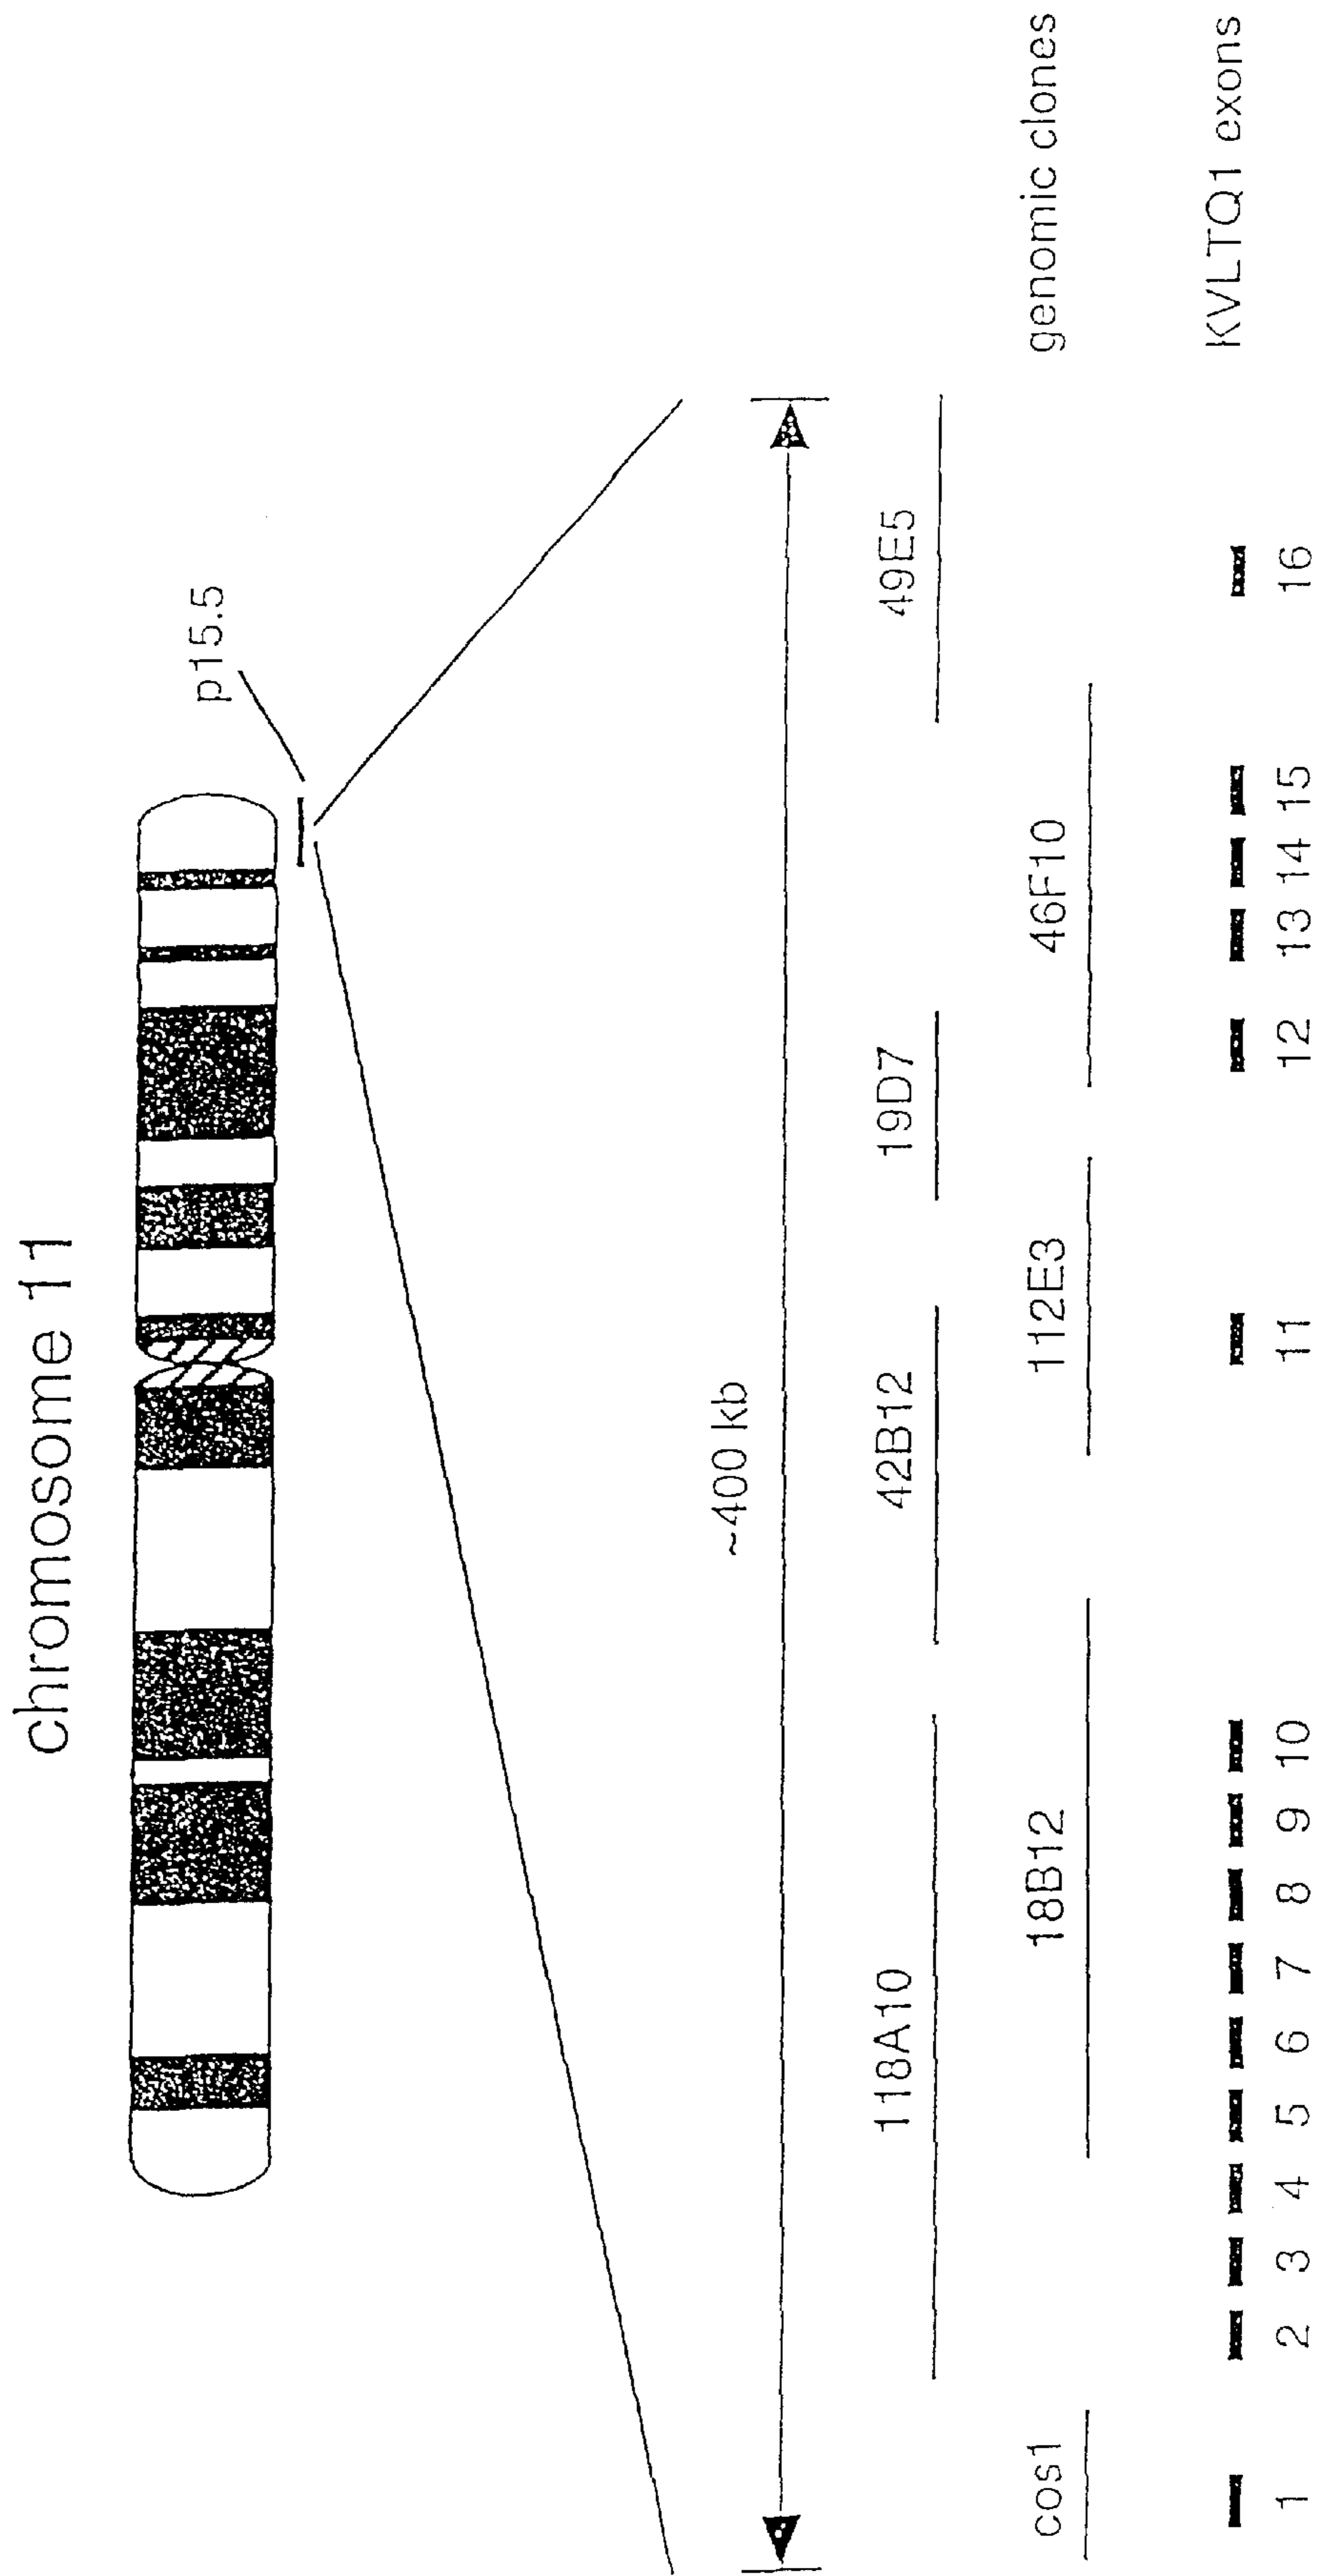 chromosome 11
p15.5
~400 kb
118A10 42B12 19D7 49E5
cos1 18B12 112E3 46F10 genomic clones
KVLTQ1 exons
1 2 3 4 5 6 7 8 9 10 11 12 13 14 15 16